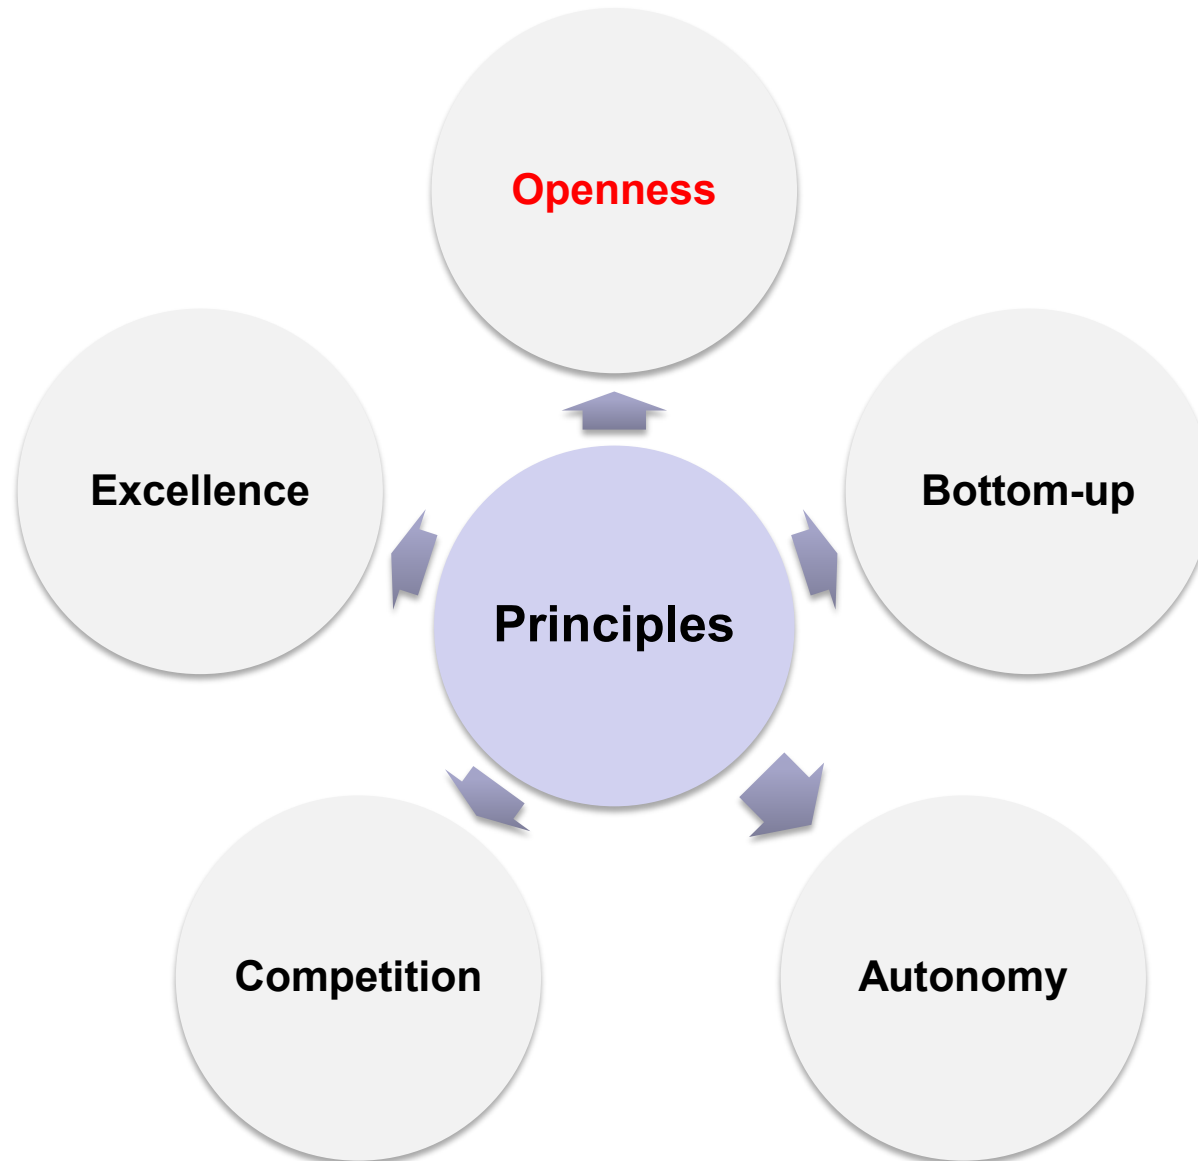 Openness
Excellence
Bottom-up
Principles
Competition
Autonomy